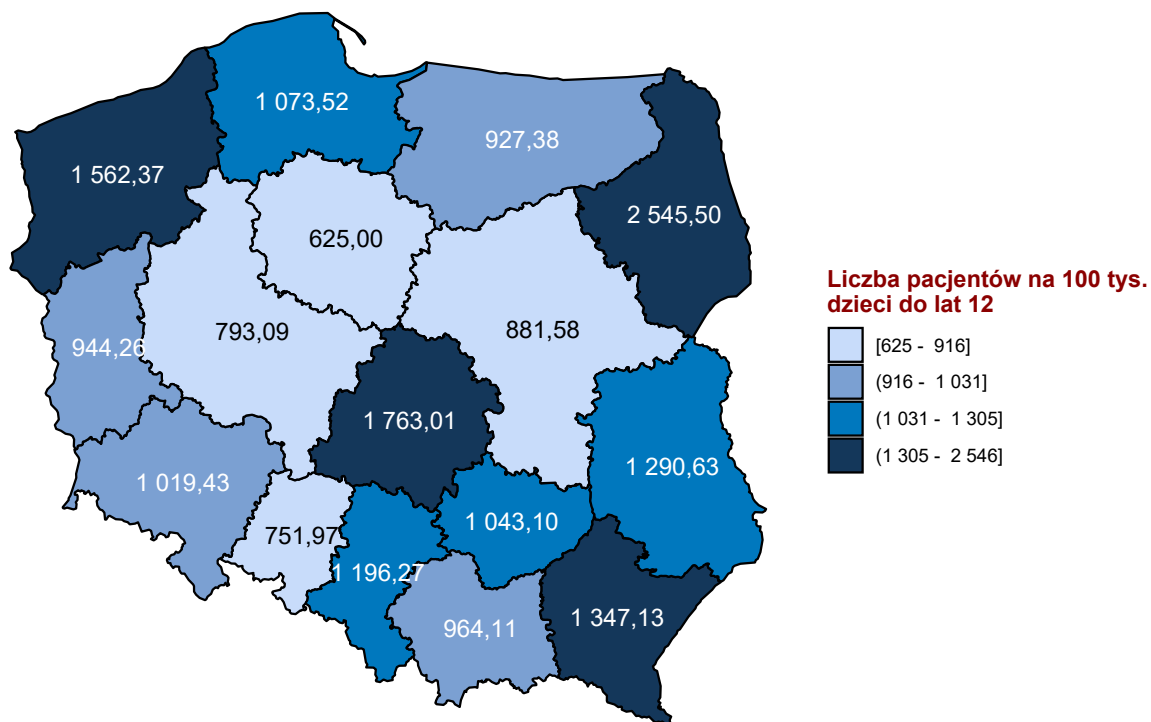 1 073,52
927,38
1 562,37
2 545,50
625,00
881,58
793,09
944,26
1 763,01
1 290,63
1 019,43
751,97
1 043,10
1 196,27
964,11
1 347,13
Liczba pacjentów na 100 tys.
dzieci do lat 12
[625 - 916]
(916 - 1 031]
(1 031 - 1 305]
(1 305 - 2 546]